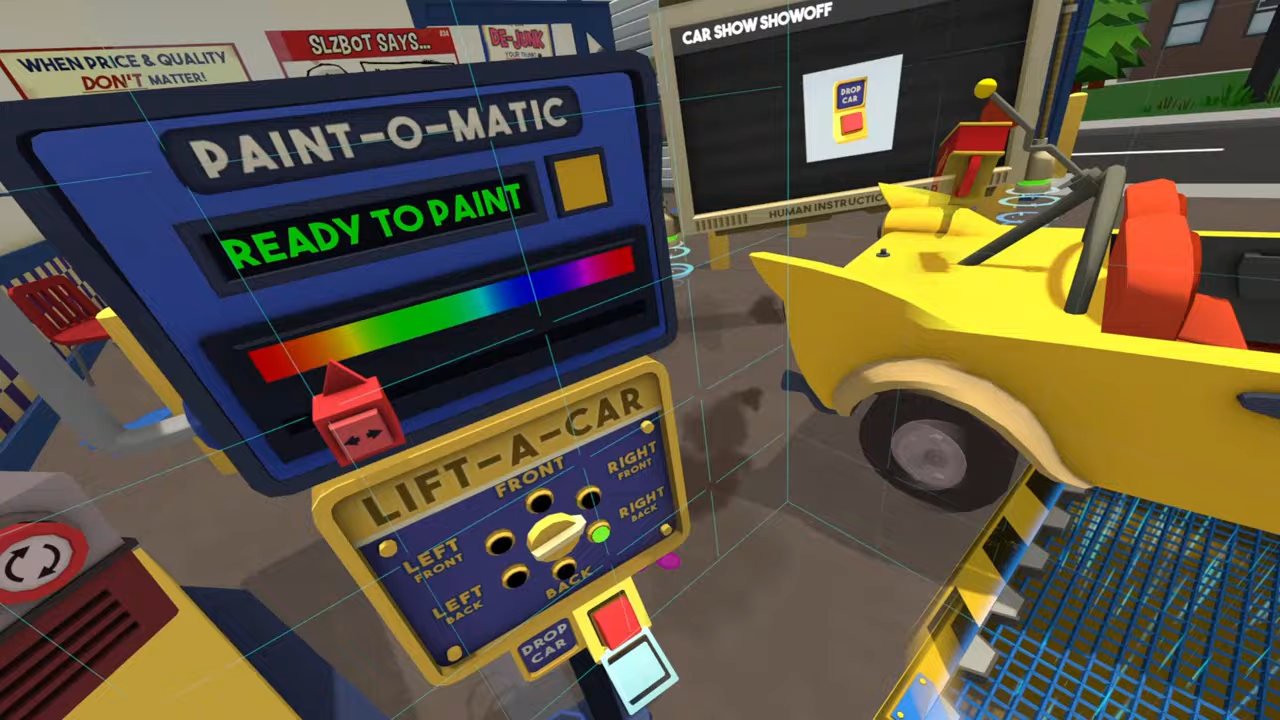 WHEN PRICE & QUALITY
DON'T MATTER!
SLZBOT SAYS...
DE-JUNK
CAR SHOW SHOWOFF
DROP
CAR
HUMAN INSTRUCTION
PAINT-O-MATIC
READY TO PAINT
LIFT-A-CAR
FRONT
RIGHT
FRONT
RIGHT
BACK
LEFT
FRONT
LEFT
BACK
BACK
DROP
CAR